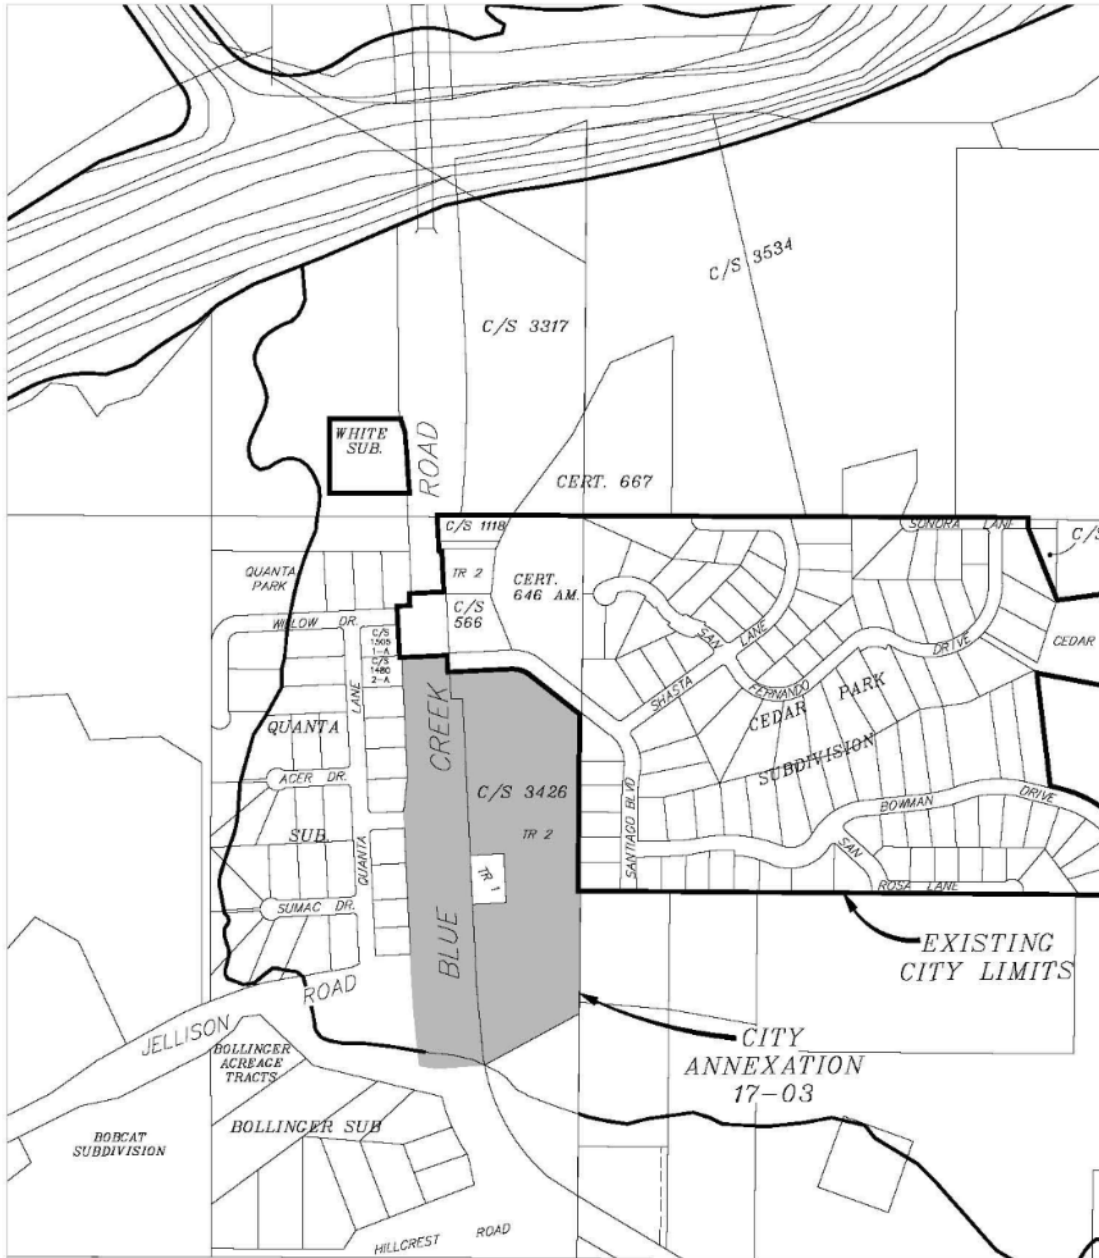 C/S 3534
C/S 3317
WHITE
SUB.
ROAD
CERT. 667
C/S 1118
SONORA LANE
C/S
QUANTA
PARK
TR 2
CERT.
646 AM.
C/S
566
WILLOW DR.
C/S
1505
1-A
C/S
1480
2-A
SAN
LANE
DRIVE
CEDAR
SHASTA
FERNANDO
PARK
CEDAR
LANE
QUANTA
CREEK
SUBDIVISION
ACER DR.
C/S 3426
SANTIAGO BLVD
BOWMAN
DRIVE
SUB.
TR 2
SAN
QUANTA
TR 1
ROSA LANE
SUMAC DR.
BLUE
EXISTING
CITY LIMITS
ROAD
JELLISON
BOLLINGER
ACREAGE
TRACTS
CITY
ANNEXATION
17-03
BOLLINGER SUB
BOBCAT
SUBDIVISION
HILLCREST ROAD